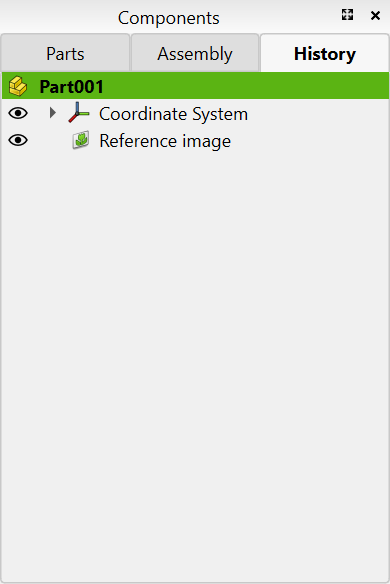 Components
Parts Assembly History
Part001
Coordinate System
Reference image